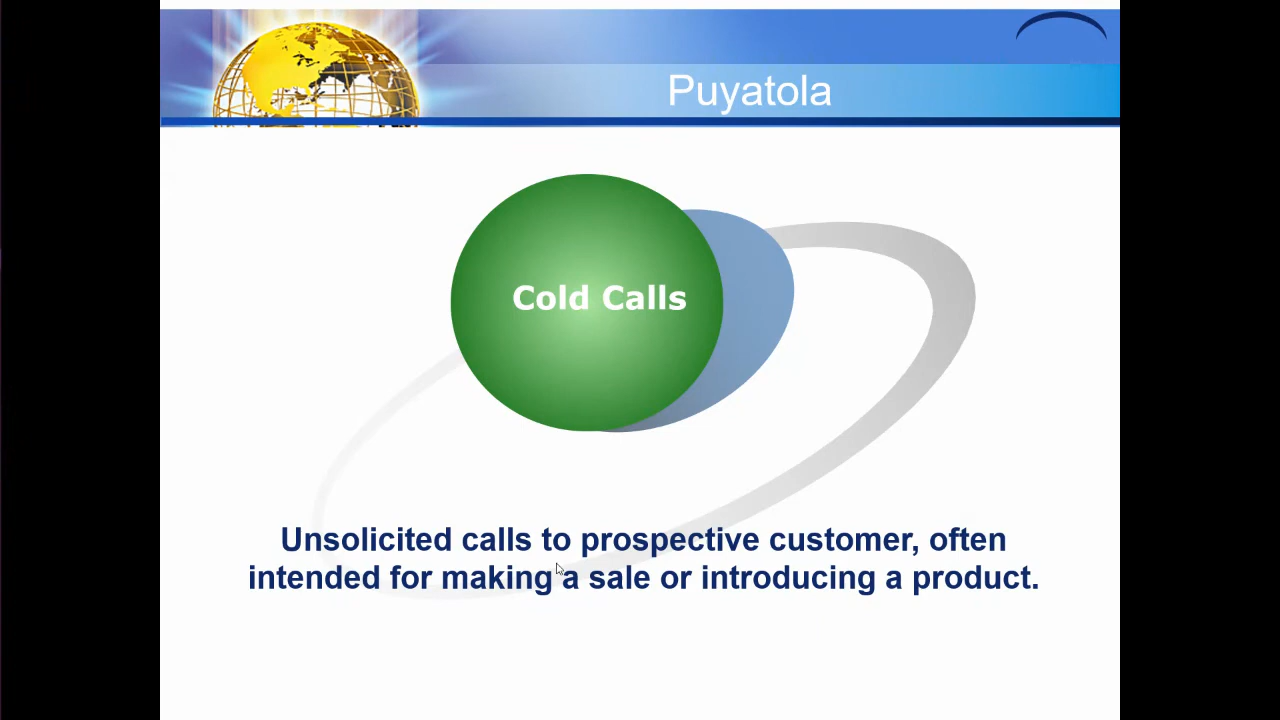 Puyatola
Cold Calls
Unsolicited calls to prospective customer, often
intended for making a sale or introducing a product.